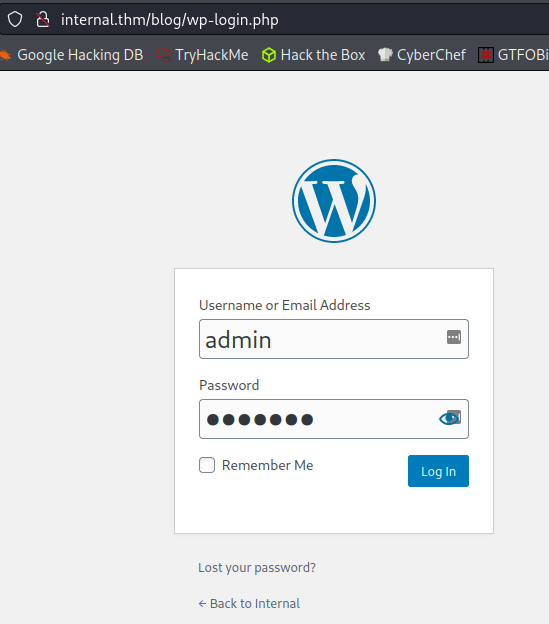 internal.thm/blog/wp-login.php
Google Hacking DB TryHackMe Hack the Box CyberChef GTFOBi
Username or Email Address
admin
Password
●●●●●●●
Remember Me Log In
Lost your password?
← Back to Internal